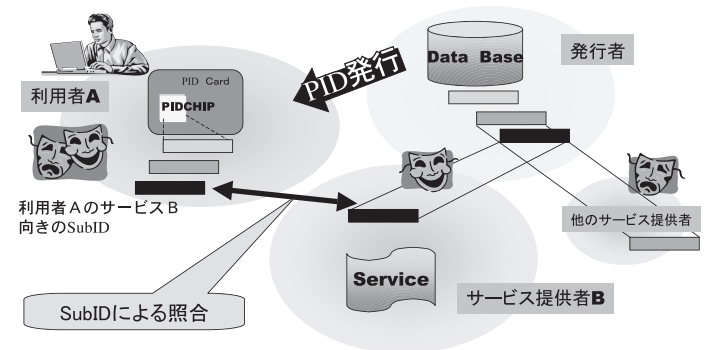 利用者A
PID Card
PIDCHIP
PID発行
Data Base
発行者
利用者Aのサービス B
向きのSubID
他のサービス提供者
Service
サービス提供者B
SubIDによる照合